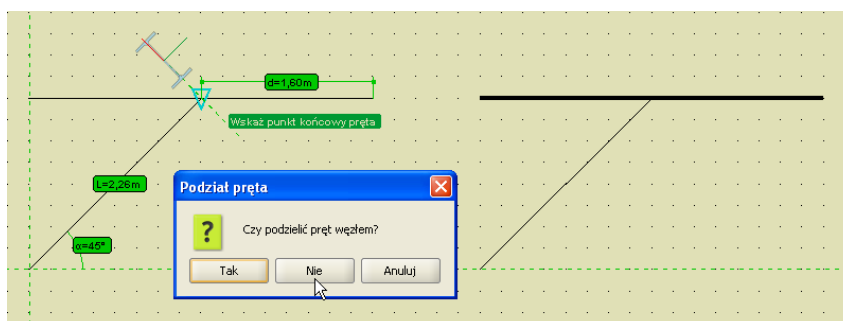 d=1,60m
Wskaż punkt końcowy pręta
L=2,26m
α=45°
Podział pręta
?
Czy podzielić pręt węzłem?
Tak
Nie
Anuluj